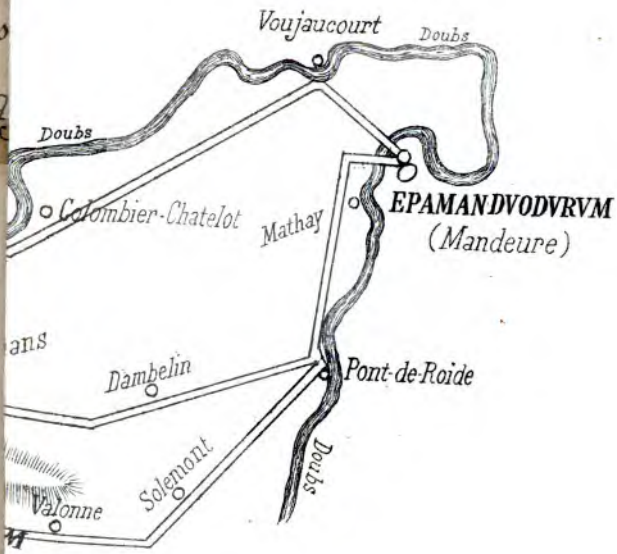 Voujaucourt
Doubs
Doubs
Colombier-Chatelot
Mathay
EPAMANDVODVRVM
(Mandeure)
ans
Dambelin
Pont-de-Roide
Solemont
Doubs
Valonne
M